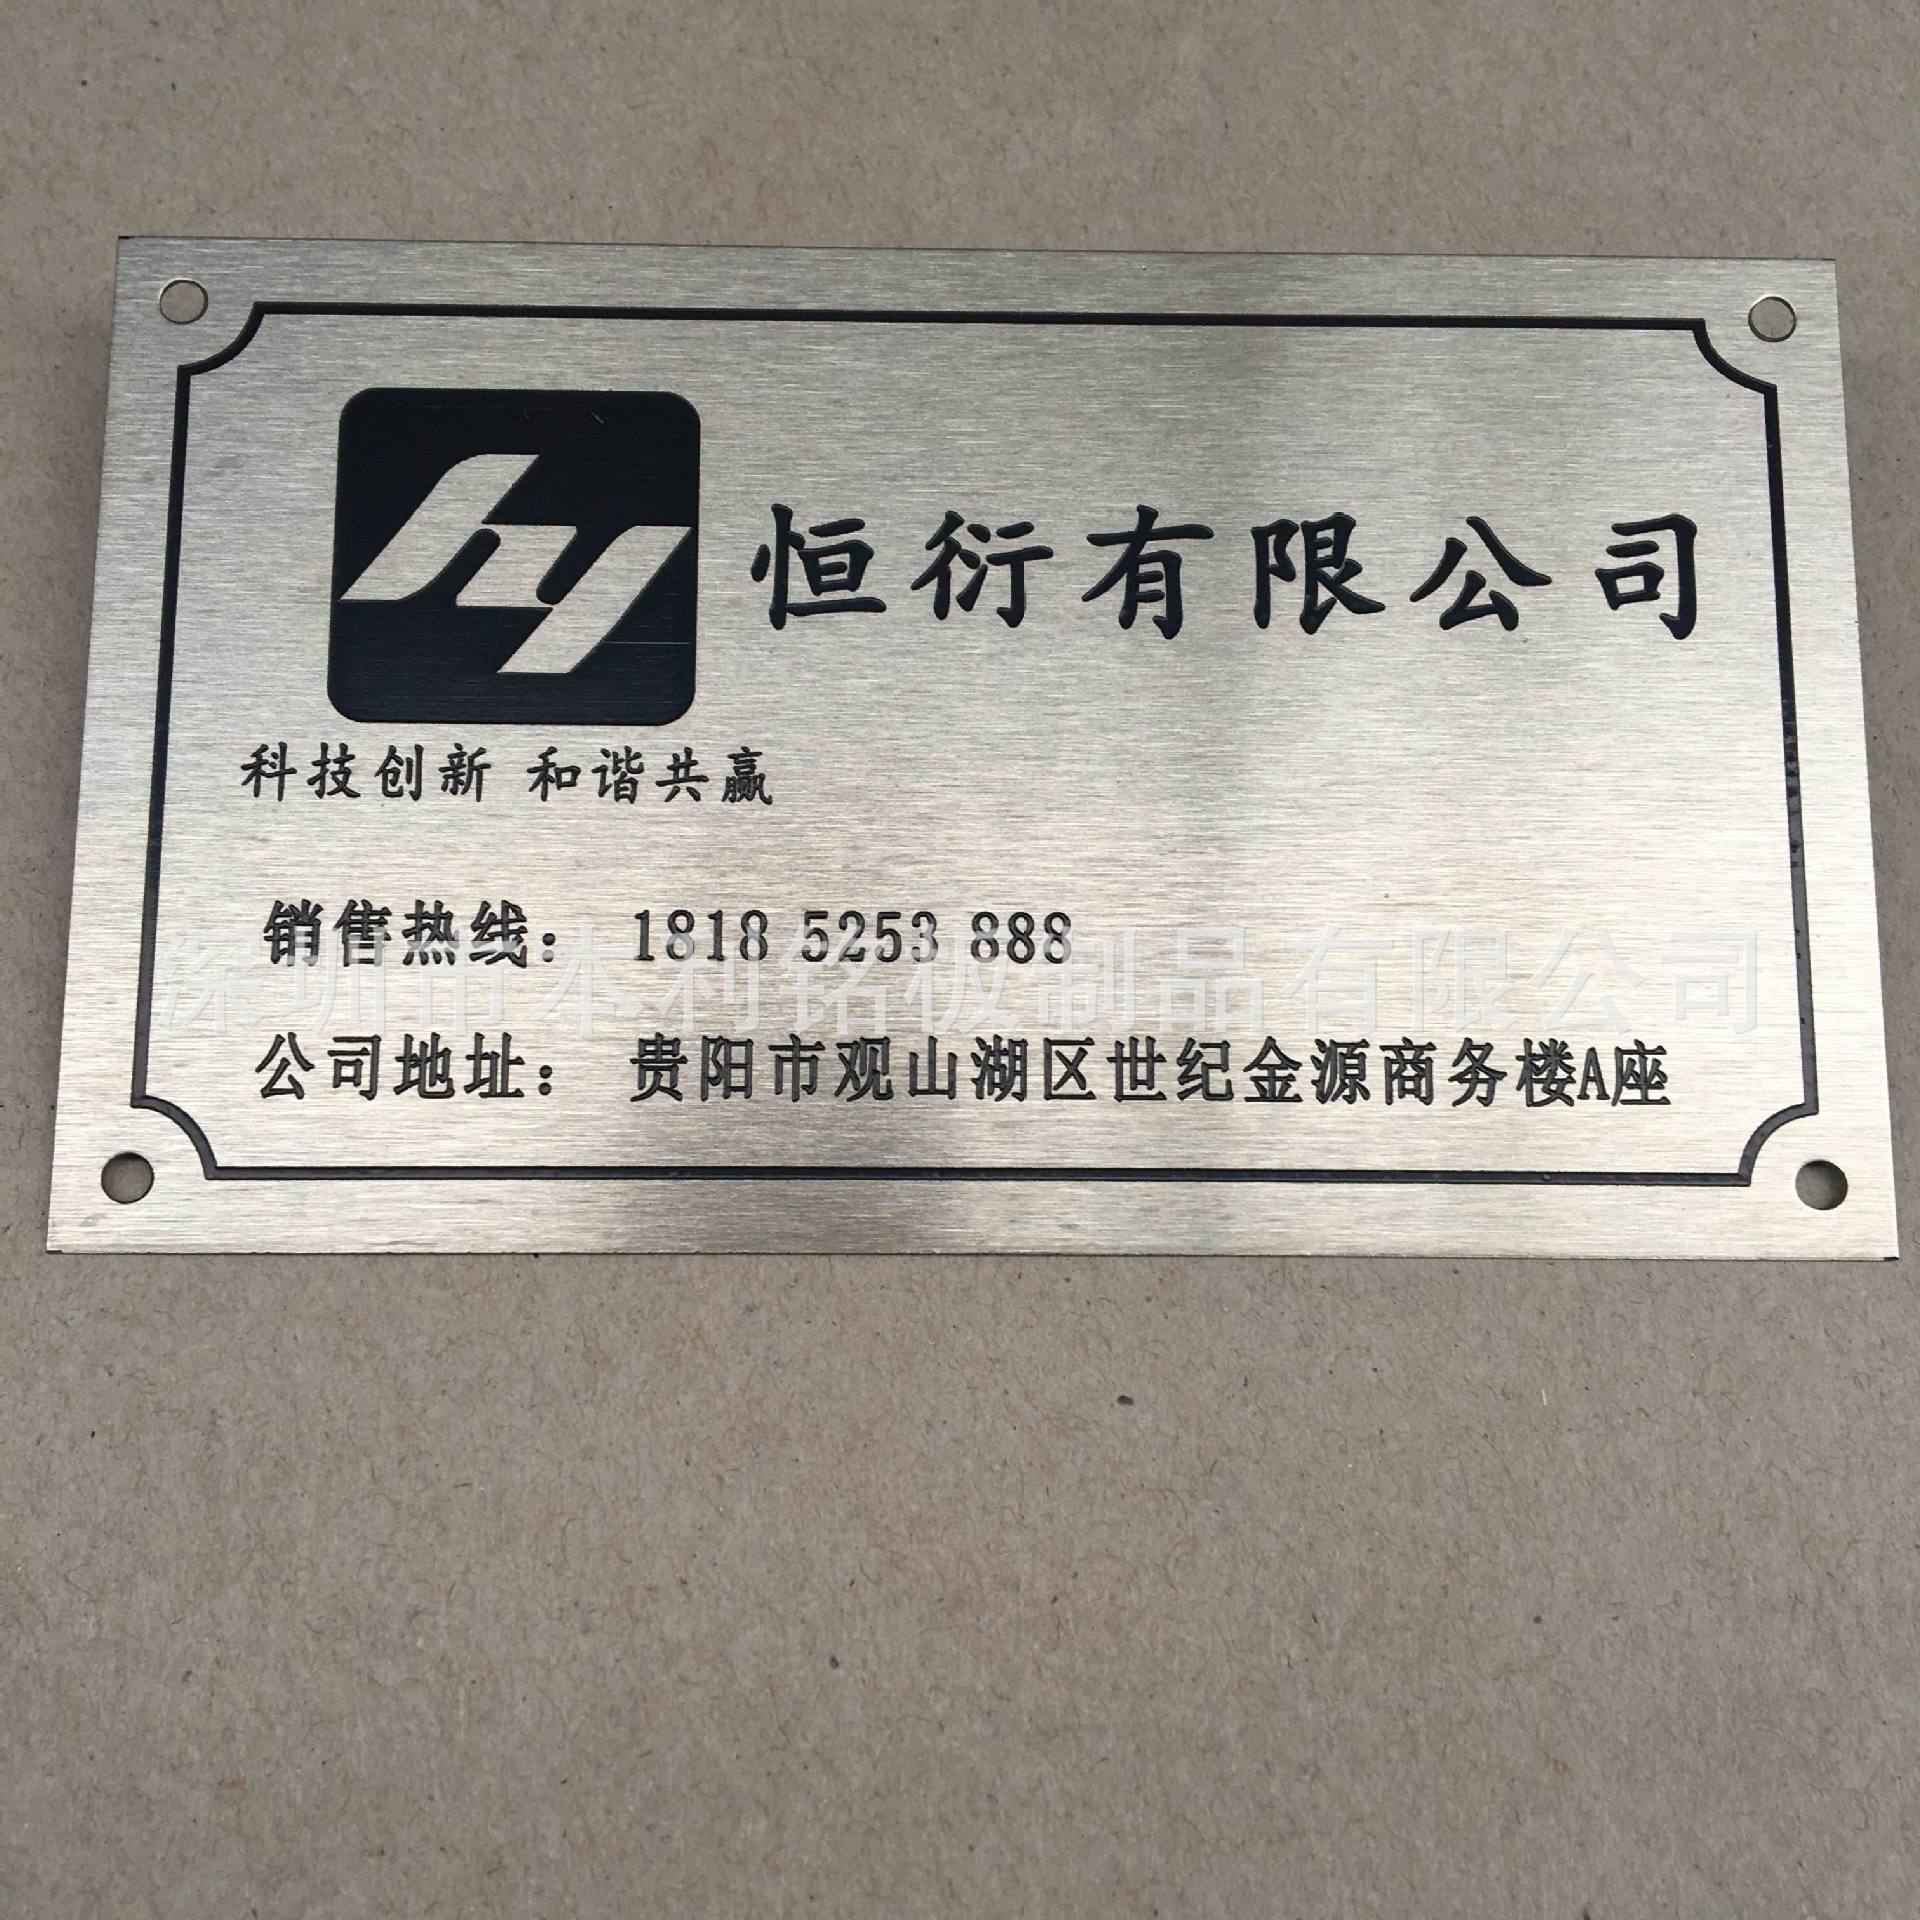 恒衍有限公司
科技创新 和谐共赢
销售热线： 1818 5253 888
深圳市本利铭板制品有限公司
公司地址： 贵阳市观山湖区世纪金源商务楼A座